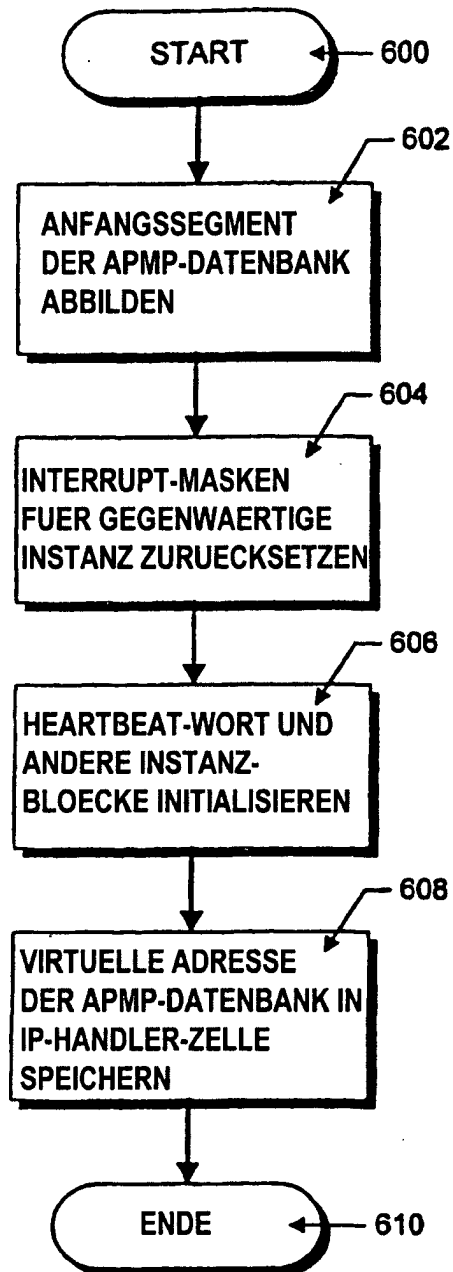 START
600
602
ANFANGSSEGMENT
DER APMP-DATENBANK
ABBILDEN
604
INTERRUPT-MASKEN
FUER GEGENWAERTIGE
INSTANZ ZURUECKSETZEN
606
HEARTBEAT-WORT UND
ANDERE INSTANZ-
BLOECKE INITIALISIEREN
608
VIRTUELLE ADRESSE
DER APMP-DATENBANK IN
IP-HANDLER-ZELLE
SPEICHERN
ENDE
610